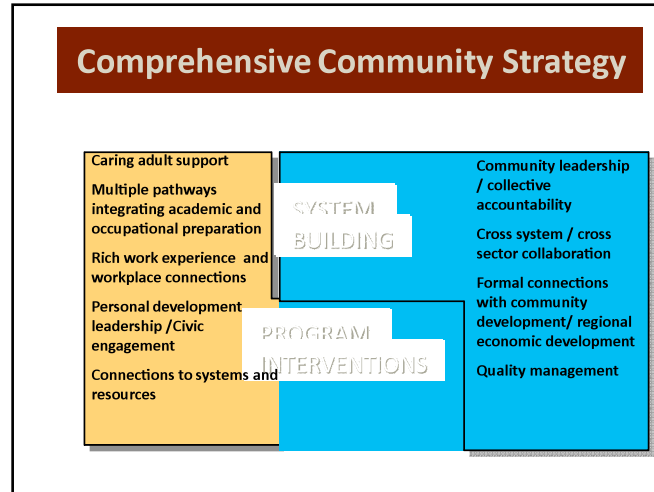 Comprehensive Community Strategy
Caring adult support
Multiple pathways
integrating academic and
occupational preparation
Rich work experience and
workplace connections
Personal development
leadership /Civic
engagement
Connections to systems and
resources
SYSTEM
BUILDING
PROGRAM
INTERVENTIONS
Community leadership
/ collective
accountability
Cross system / cross
sector collaboration
Formal connections
with community
development/ regional
economic development
Quality management